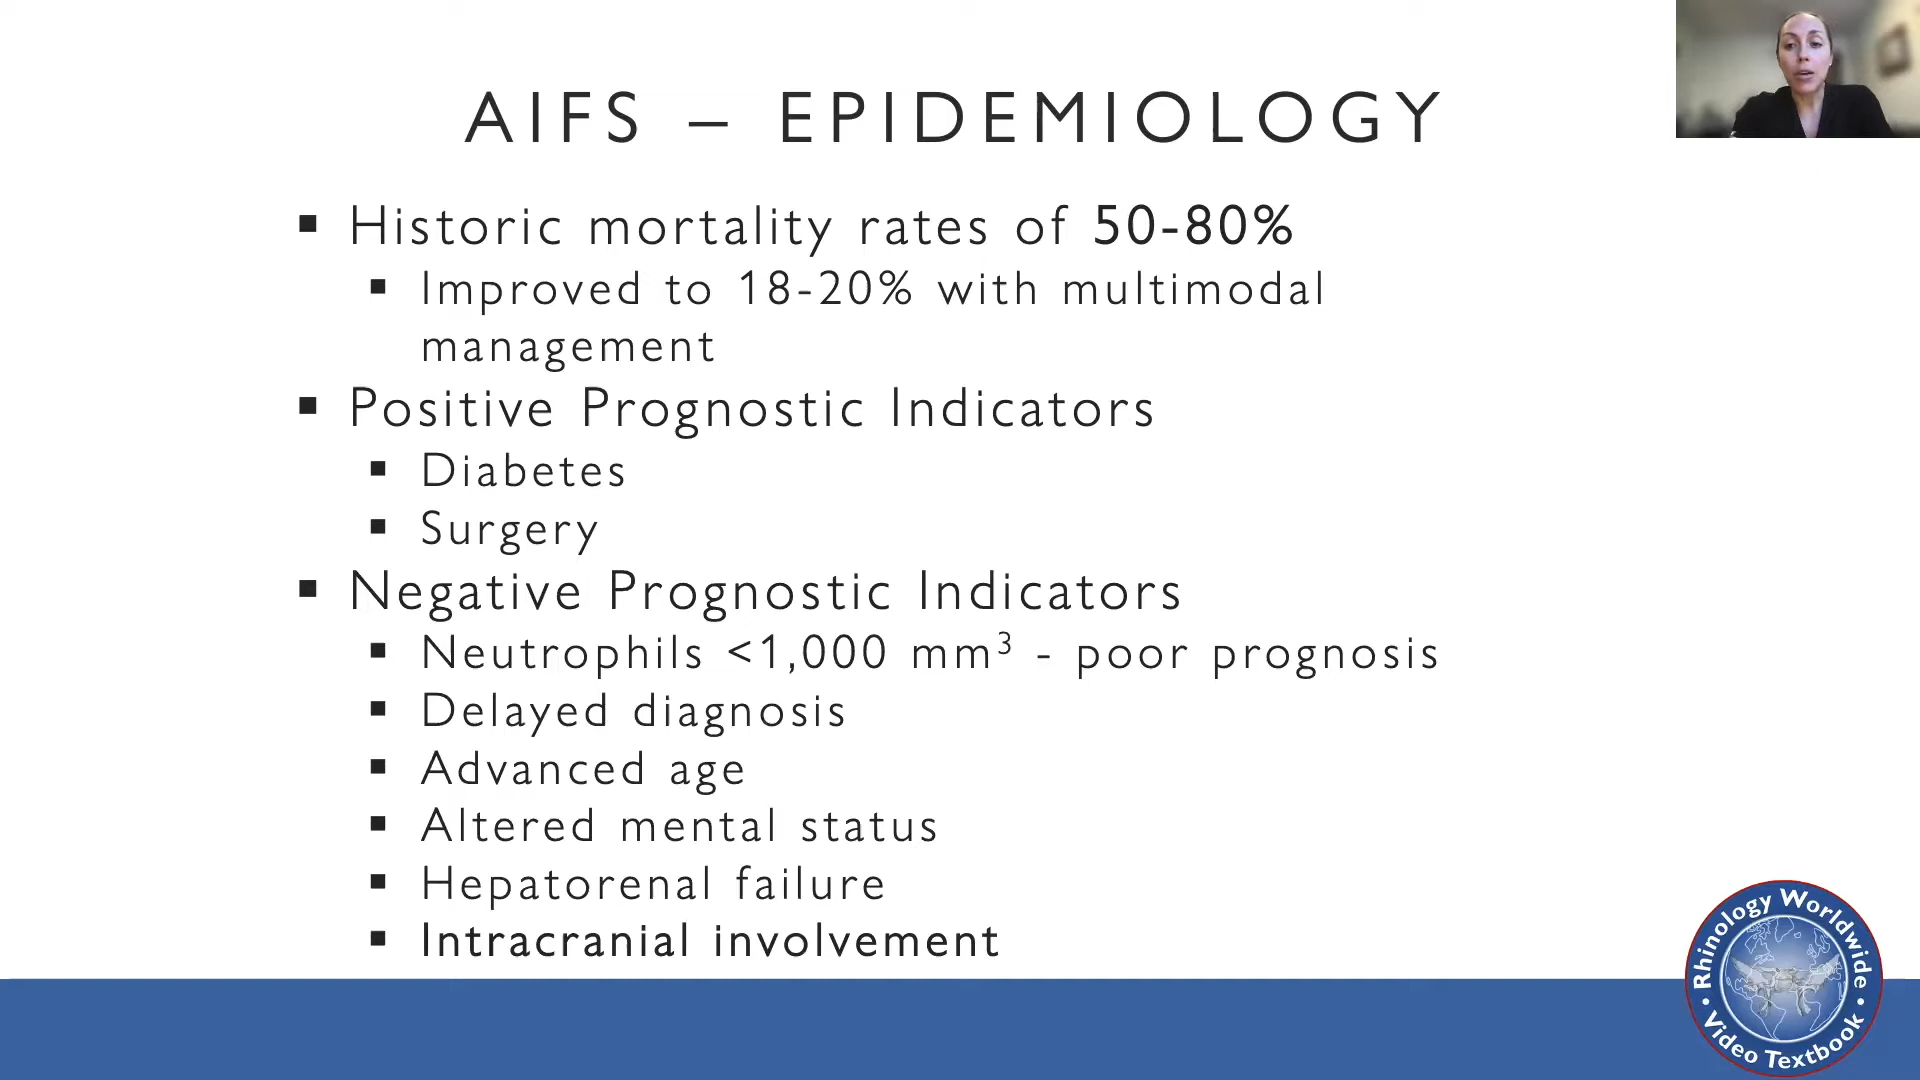 AIFS – EPIDEMIOLOGY
▪ Historic mortality rates of 50-80%
▪ Improved to 18-20% with multimodal
management
▪ Positive Prognostic Indicators
▪ Diabetes
▪ Surgery
▪ Negative Prognostic Indicators
▪ Neutrophils <1,000 mm³ - poor prognosis
▪ Delayed diagnosis
▪ Advanced age
▪ Altered mental status
▪ Hepatorenal failure
▪ Intracranial involvement
Rhinology Worldwide
• Video Textbook •